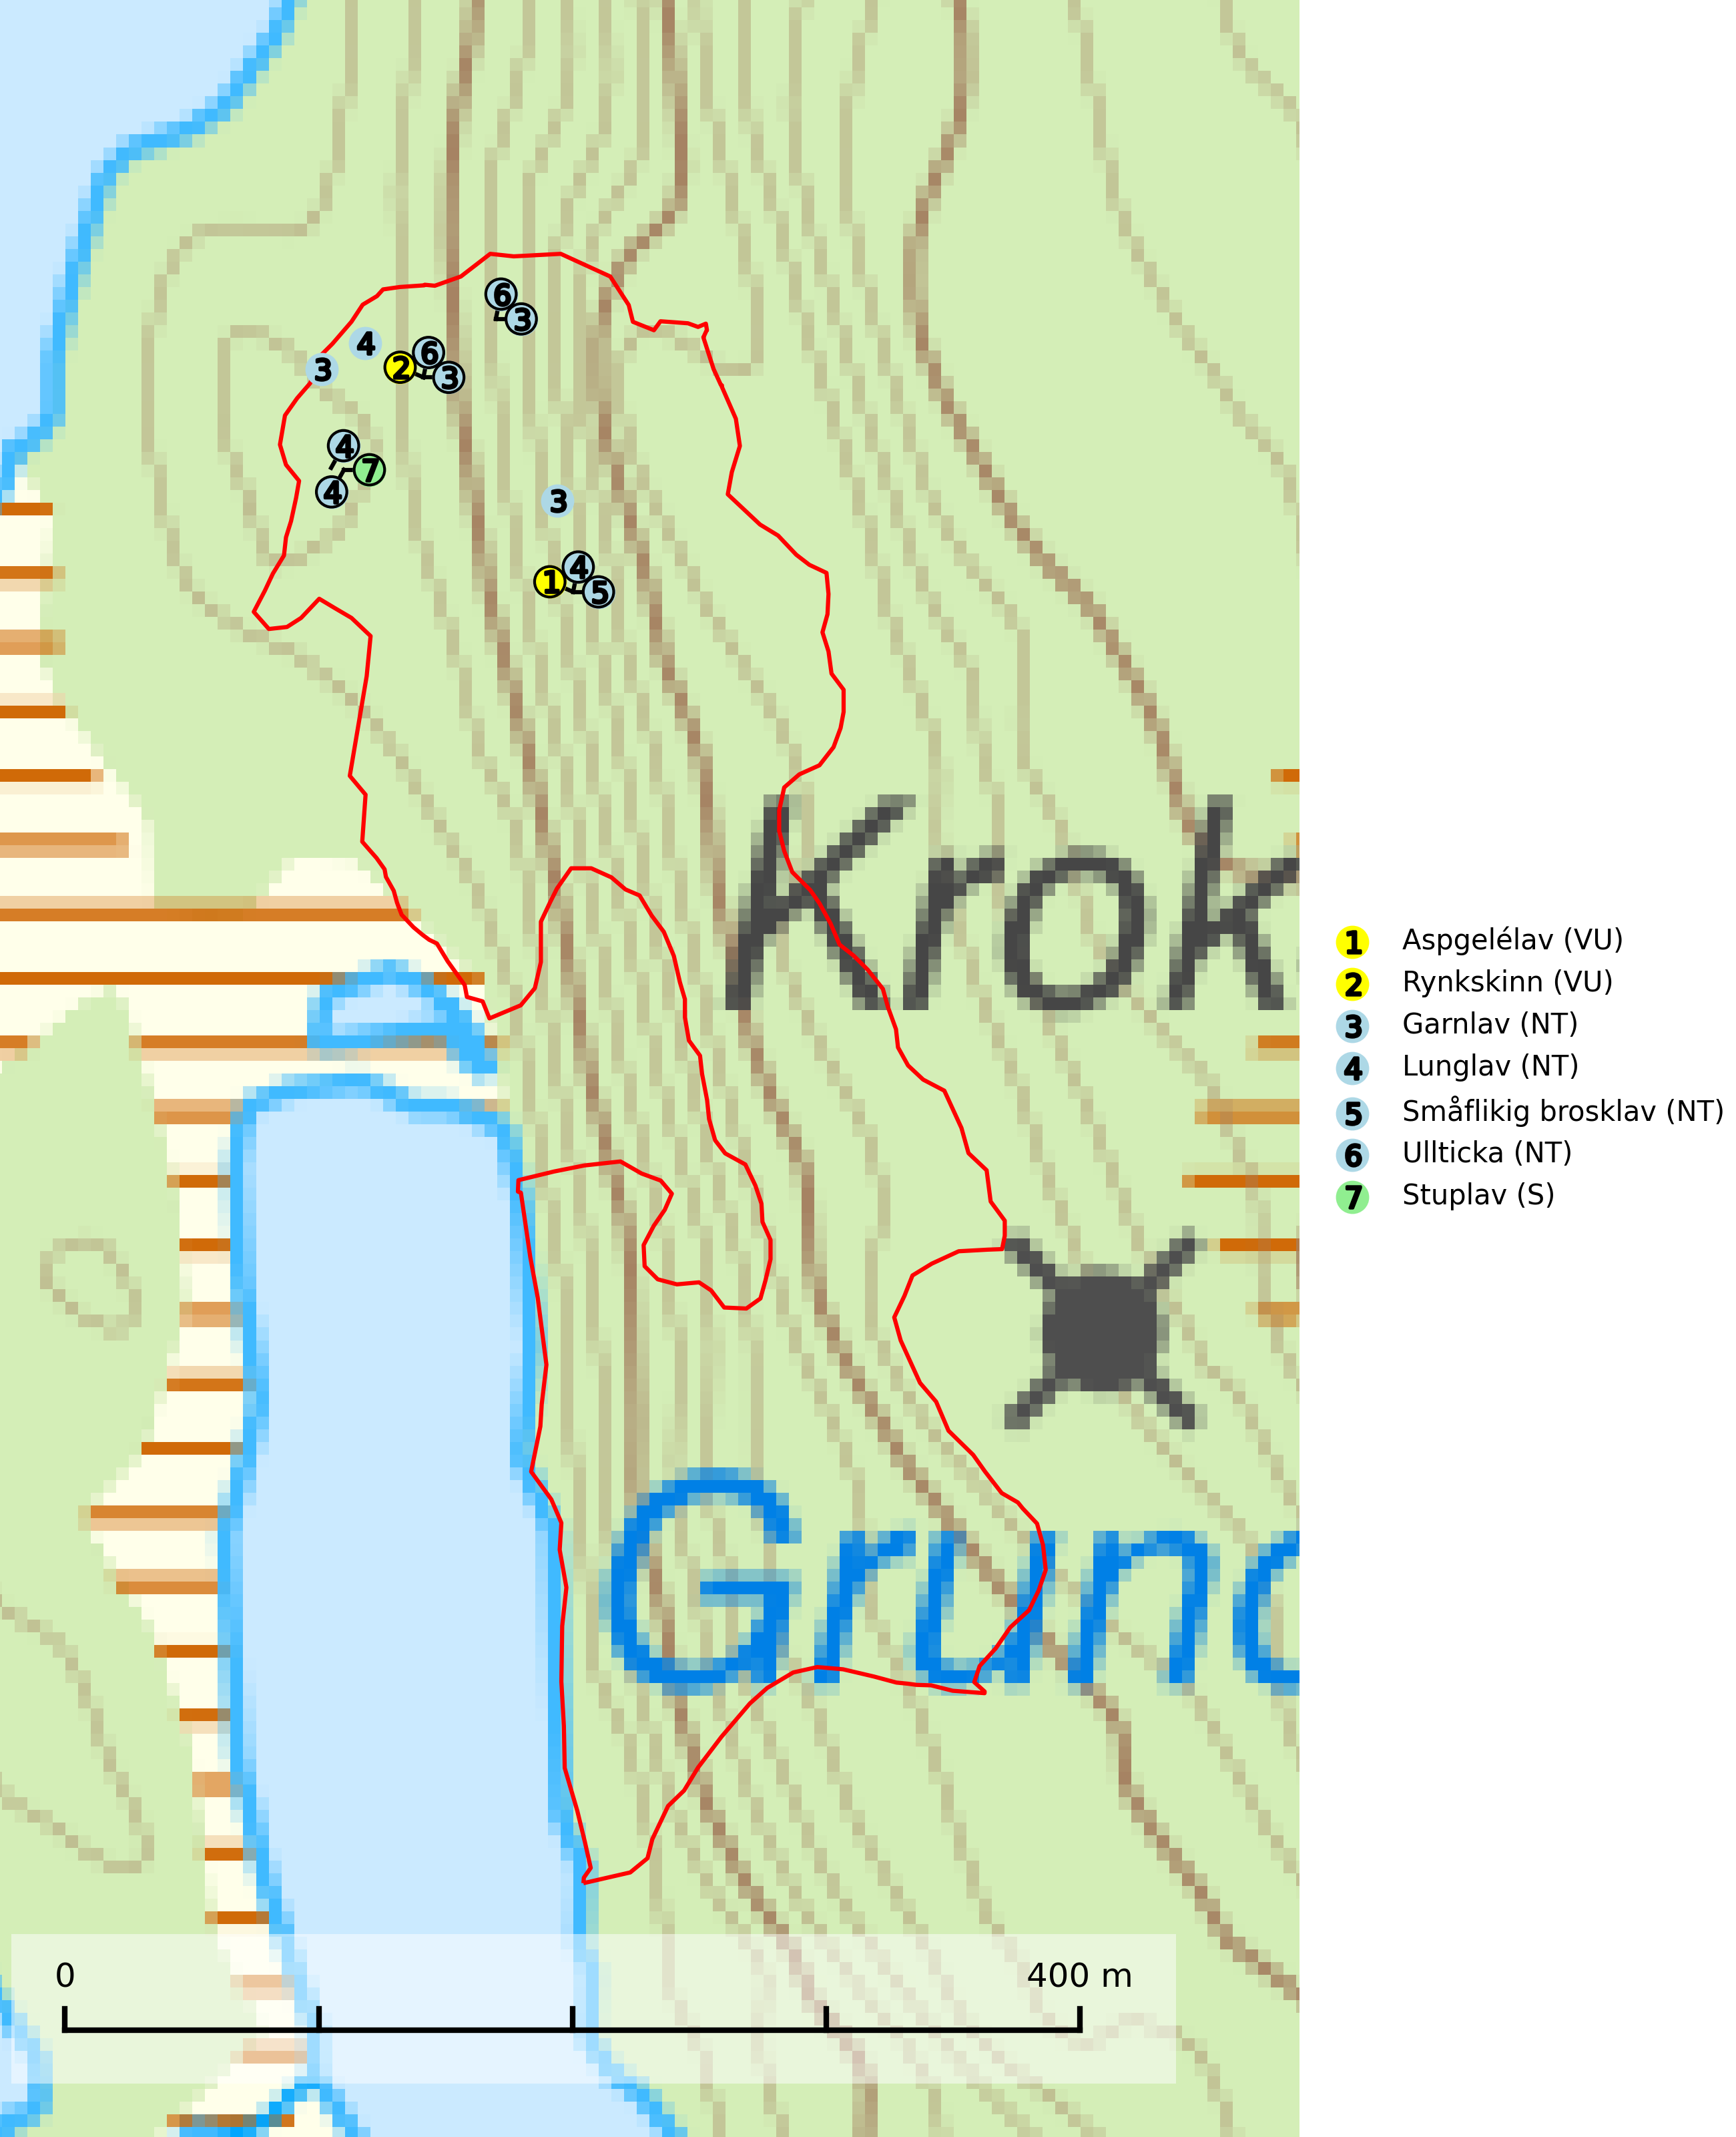 6
3
4
6
3
2
3
4
7
4
3
4
1
5
Krok
1 Aspgelélav (VU)
2 Rynkskinn (VU)
3 Garnlav (NT)
4 Lunglav (NT)
5 Småflikig brosklav (NT)
6 Ullticka (NT)
7 Stuplav (S)
Grund
0 400 m